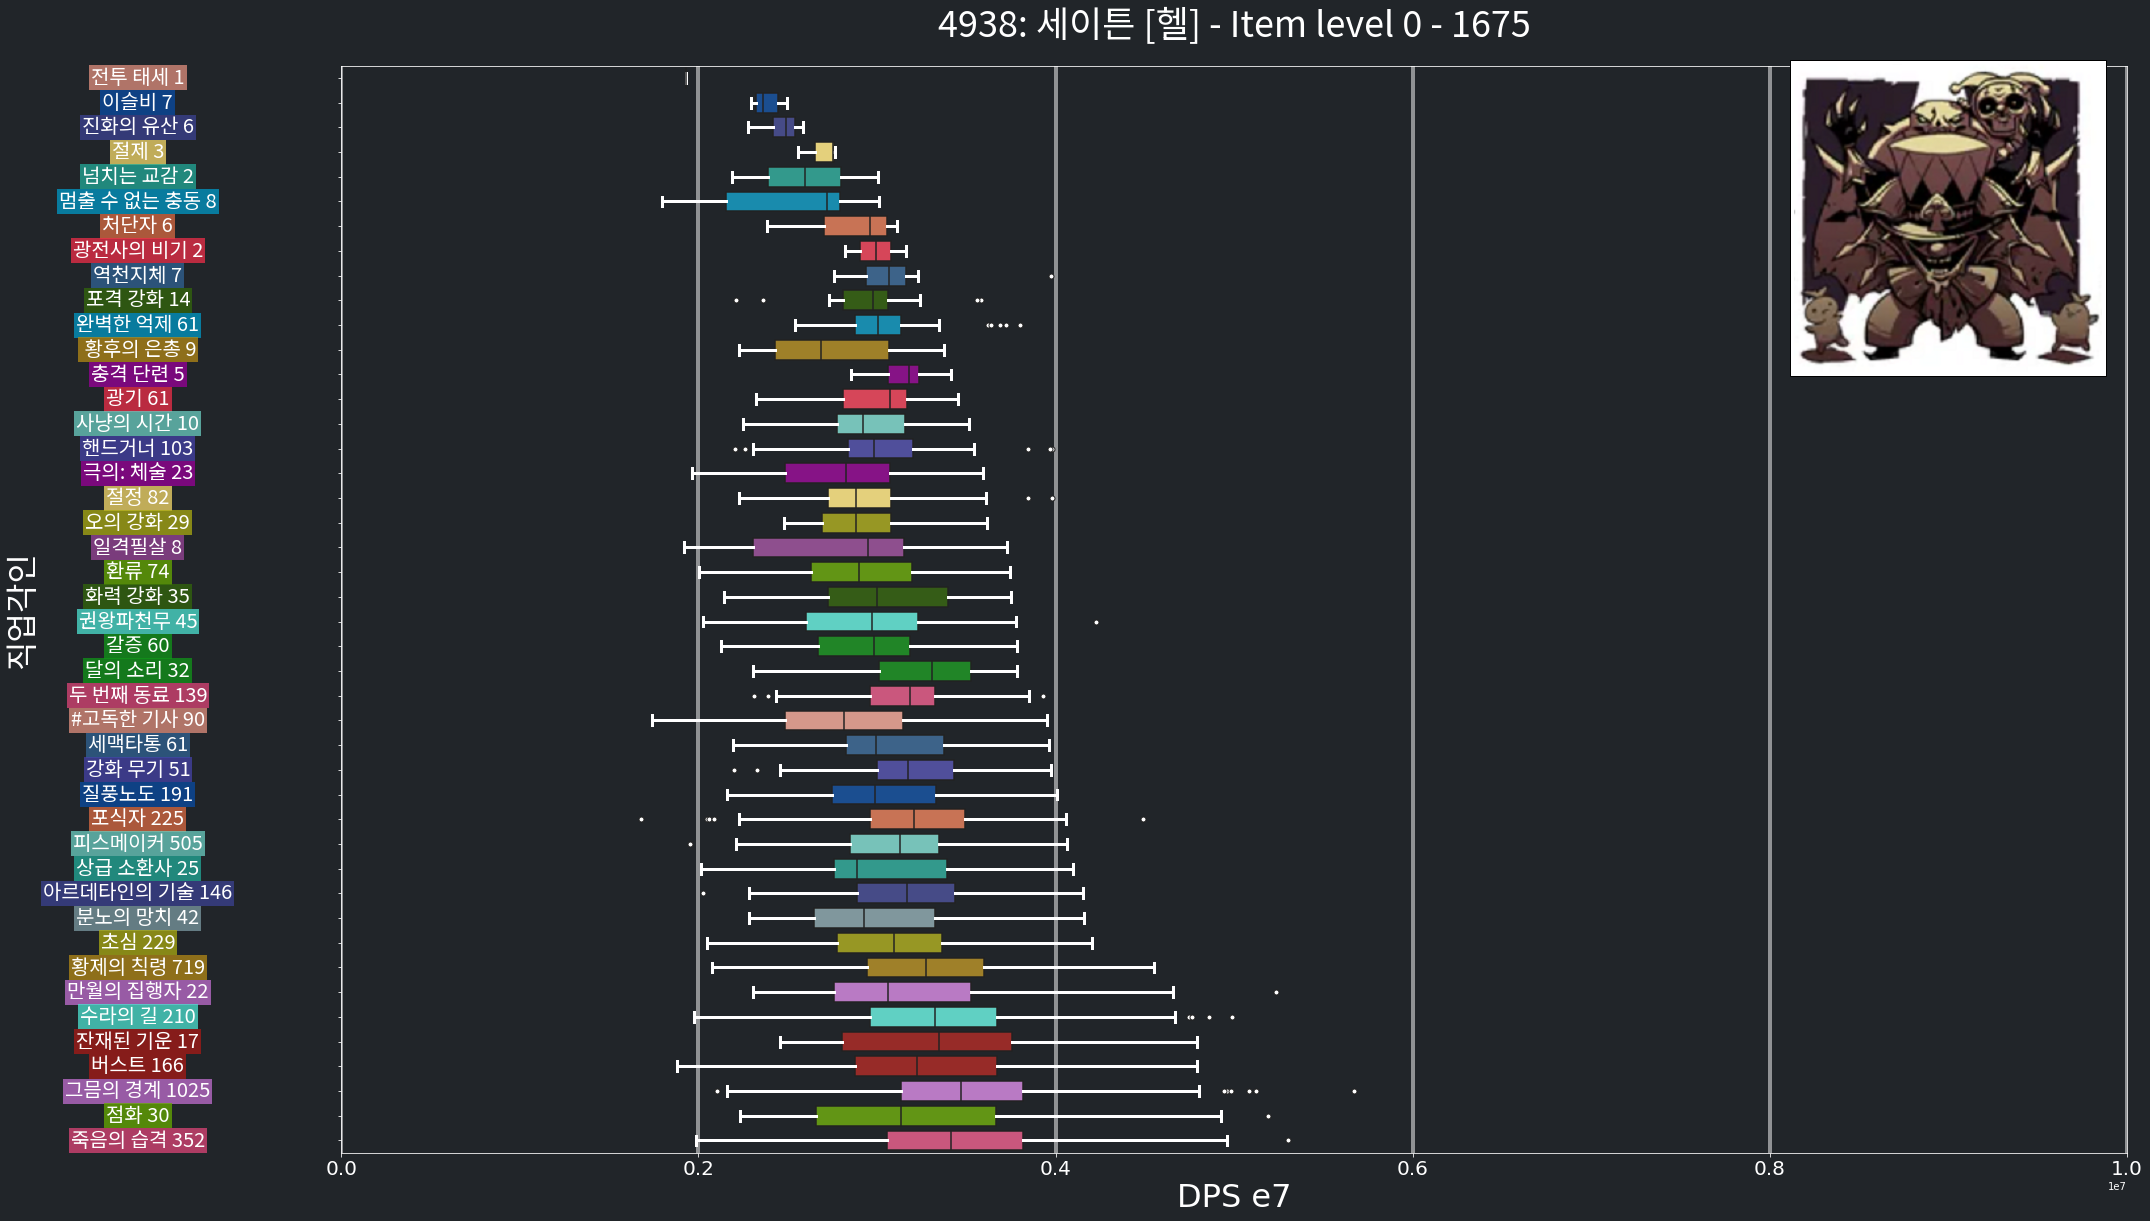 4938: 세이튼 [헬] - Item level 0 - 1675
전투 태세 1
이슬비 7
진화의 유산 6
절제 3
넘치는 교감 2
멈출 수 없는 충동 8
처단자 6
광전사의 비기 2
역천지체 7
포격 강화 14
완벽한 억제 61
황후의 은총 9
충격 단련 5
광기 61
사냥의 시간 10
핸드거너 103
극의: 체술 23
절정 82
오의 강화 29
일격필살 8
환류 74
화력 강화 35
권왕파천무 45
갈증 60
달의 소리 32
두 번째 동료 139
#고독한 기사 90
세맥타통 61
강화 무기 51
질풍노도 191
포식자 225
피스메이커 505
상급 소환사 25
아르데타인의 기술 146
분노의 망치 42
초심 229
황제의 칙령 719
만월의 집행자 22
수라의 길 210
잔재된 기운 17
버스트 166
그믐의 경계 1025
점화 30
죽음의 습격 352
직업각인
0.0 0.2 0.4 0.6 0.8 1.0
1e7
DPS e7